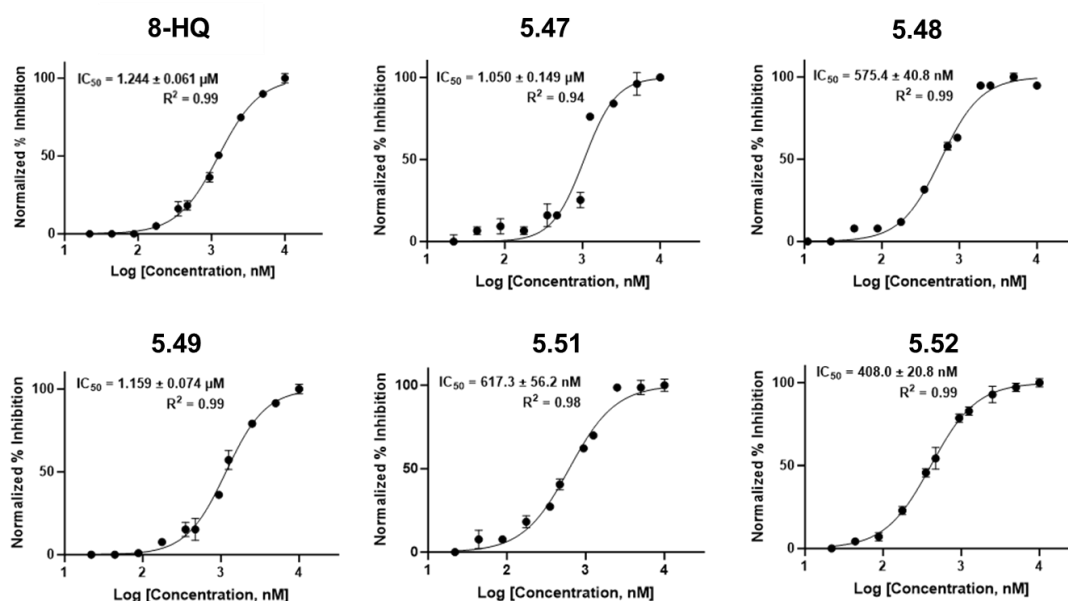 8-HQ
IC50 = 1.244 ± 0.061 µM
R2 = 0.99
Normalized % Inhibition
100
50
0
1 2 3 4
Log [Concentration, nM]
5.47
IC50 = 1.050 ± 0.149 µM
R2 = 0.94
Normalized % Inhibition
100
50
0
1 2 3 4
Log [Concentration, nM]
5.48
IC50 = 575.4 ± 40.8 nM
R2 = 0.99
Normalized % Inhibition
100
50
0
1 2 3 4
Log [Concentration, nM]
5.49
IC50 = 1.159 ± 0.074 µM
R2 = 0.99
Normalized % Inhibition
100
50
0
1 2 3 4
Log [Concentration, nM]
5.51
IC50 = 617.3 ± 56.2 nM
R2 = 0.98
Normalized % Inhibition
100
50
0
1 2 3 4
Log [Concentration, nM]
5.52
IC50 = 408.0 ± 20.8 nM
R2 = 0.99
Normalized % Inhibition
100
50
0
1 2 3 4
Log [Concentration, nM]